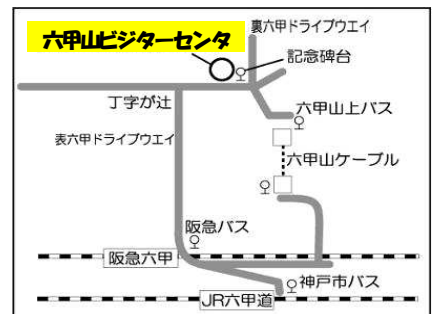 裏六甲ドライブウエイ
六甲山ビジターセンタ
記念碑台
丁字が辻
六甲山上バス
表六甲ドライブウエイ
六甲山ケーブル
阪急バス
阪急六甲
神戸市バス
JR六甲道